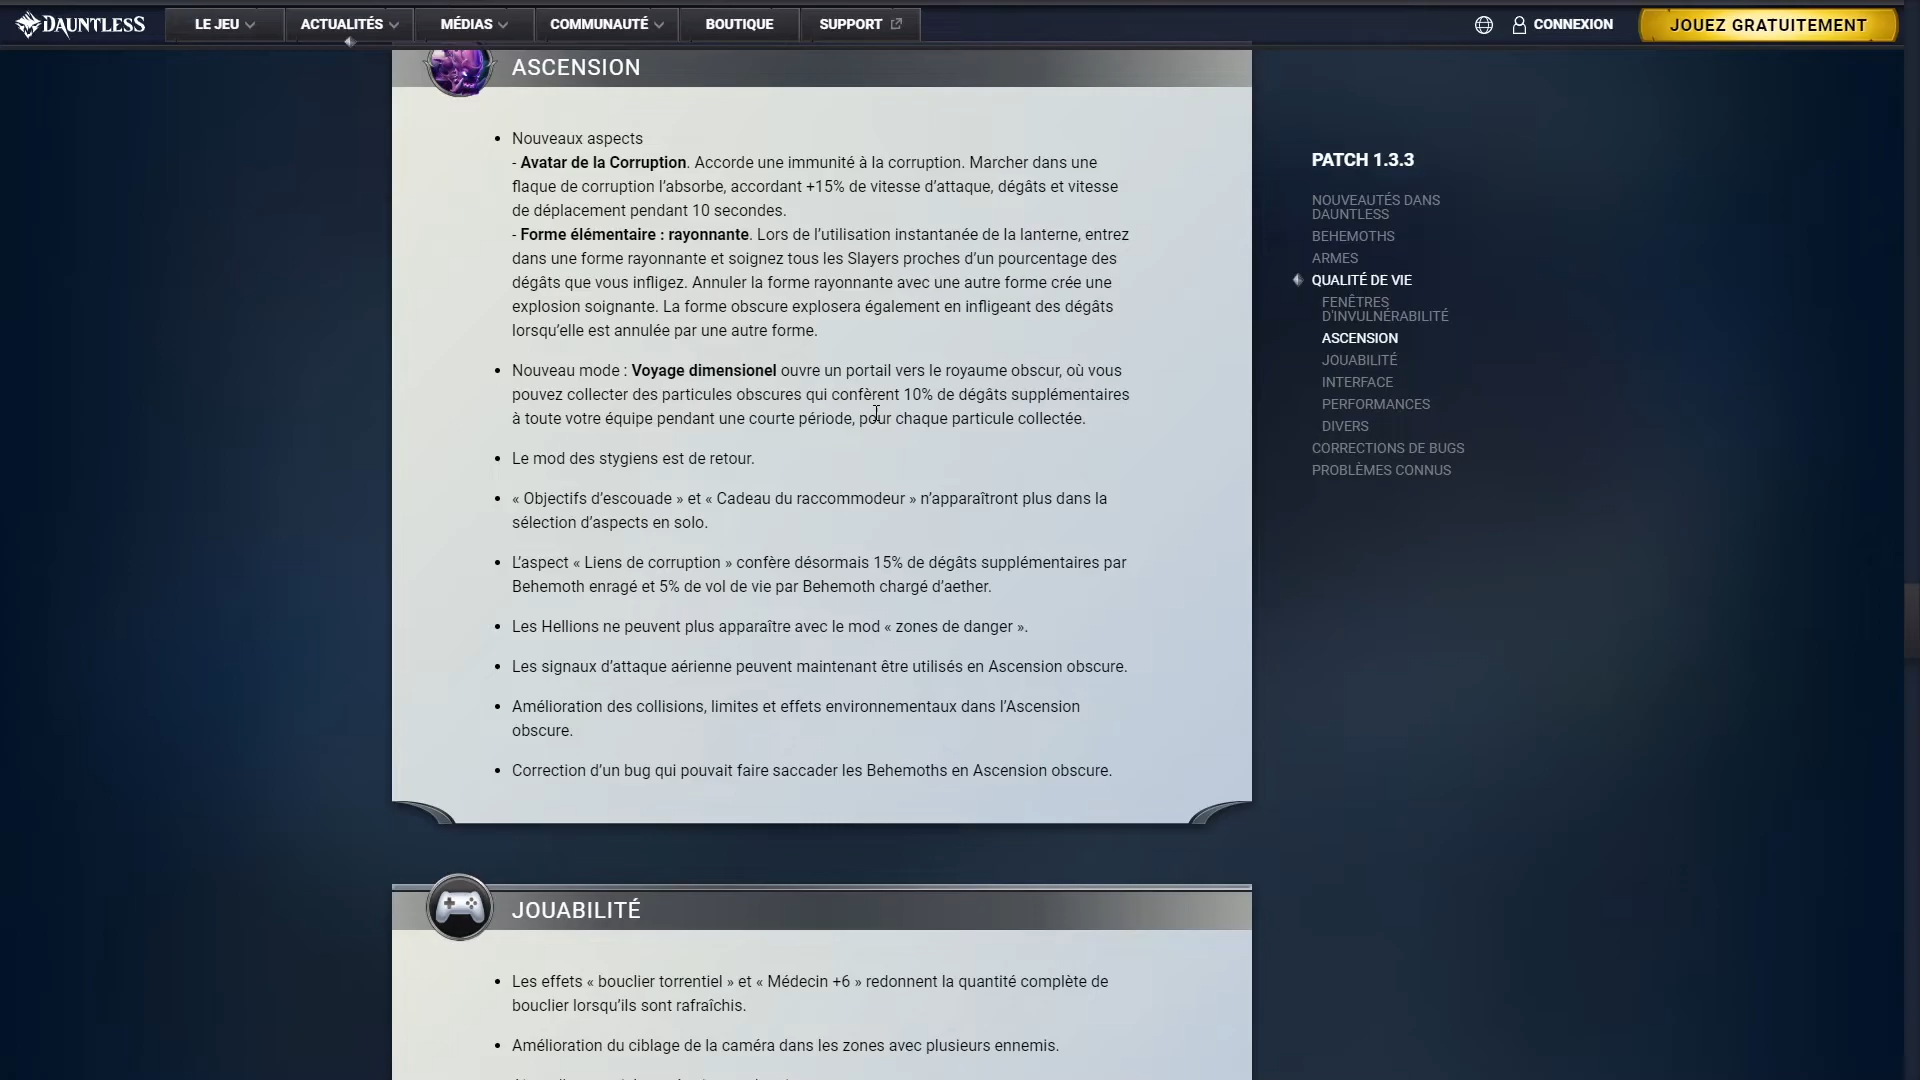 DAUNTLESS
LE JEU
ACTUALITÉS
MÉDIAS
COMMUNAUTÉ
BOUTIQUE
SUPPORT
CONNEXION
JOUEZ GRATUITEMENT
ASCENSION
• Nouveaux aspects
- Avatar de la Corruption. Accorde une immunité à la corruption. Marcher dans une
flaque de corruption l’absorbe, accordant +15% de vitesse d’attaque, dégâts et vitesse
de déplacement pendant 10 secondes.
- Forme élémentaire : rayonnante. Lors de l’utilisation instantanée de la lanterne, entrez
dans une forme rayonnante et soignez tous les Slayers proches d’un pourcentage des
dégâts que vous infligez. Annuler la forme rayonnante avec une autre forme crée une
explosion soignante. La forme obscure explosera également en infligeant des dégâts
lorsqu’elle est annulée par une autre forme.
• Nouveau mode : Voyage dimensionel ouvre un portail vers le royaume obscur, où vous
pouvez collecter des particules obscures qui confèrent 10% de dégâts supplémentaires
à toute votre équipe pendant une courte période, pour chaque particule collectée.
• Le mod des stygiens est de retour.
• « Objectifs d’escouade » et « Cadeau du raccommodeur » n’apparaîtront plus dans la
sélection d’aspects en solo.
• L’aspect « Liens de corruption » confère désormais 15% de dégâts supplémentaires par
Behemoth enragé et 5% de vol de vie par Behemoth chargé d’aether.
• Les Hellions ne peuvent plus apparaître avec le mod « zones de danger ».
• Les signaux d’attaque aérienne peuvent maintenant être utilisés en Ascension obscure.
• Amélioration des collisions, limites et effets environnementaux dans l’Ascension
obscure.
• Correction d’un bug qui pouvait faire saccader les Behemoths en Ascension obscure.
JOUABILITÉ
• Les effets « bouclier torrentiel » et « Médecin +6 » redonnent la quantité complète de
bouclier lorsqu’ils sont rafraîchis.
• Amélioration du ciblage de la caméra dans les zones avec plusieurs ennemis.
PATCH 1.3.3
NOUVEAUTÉS DANS
DAUNTLESS
BEHEMOTHS
ARMES
QUALITÉ DE VIE
FENÊTRES
D'INVULNÉRABILITÉ
ASCENSION
JOUABILITÉ
INTERFACE
PERFORMANCES
DIVERS
CORRECTIONS DE BUGS
PROBLÈMES CONNUS